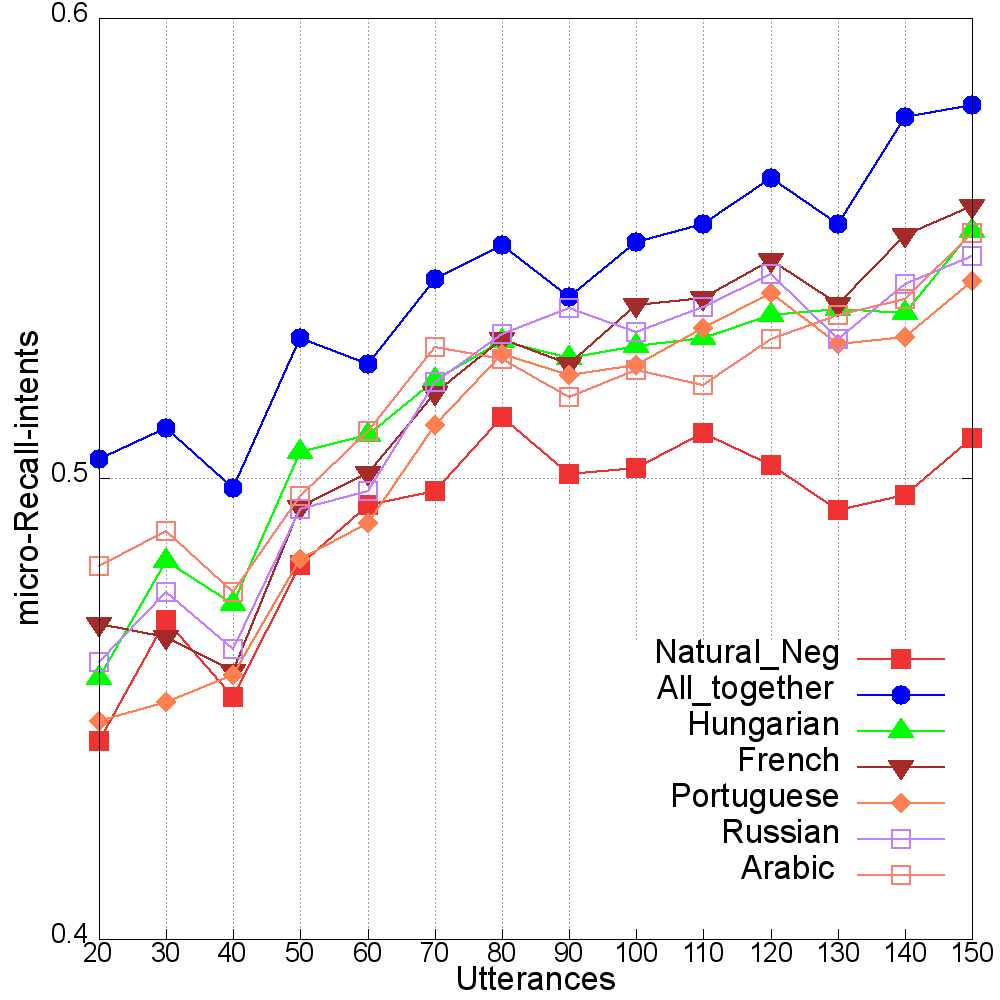 0.6
0.5
0.4
micro-Recall-intents
20 30 40 50 60 70 80 90 100 110 120 130 140 150
Utterances
Natural_Neg
All_together
Hungarian
French
Portuguese
Russian
Arabic